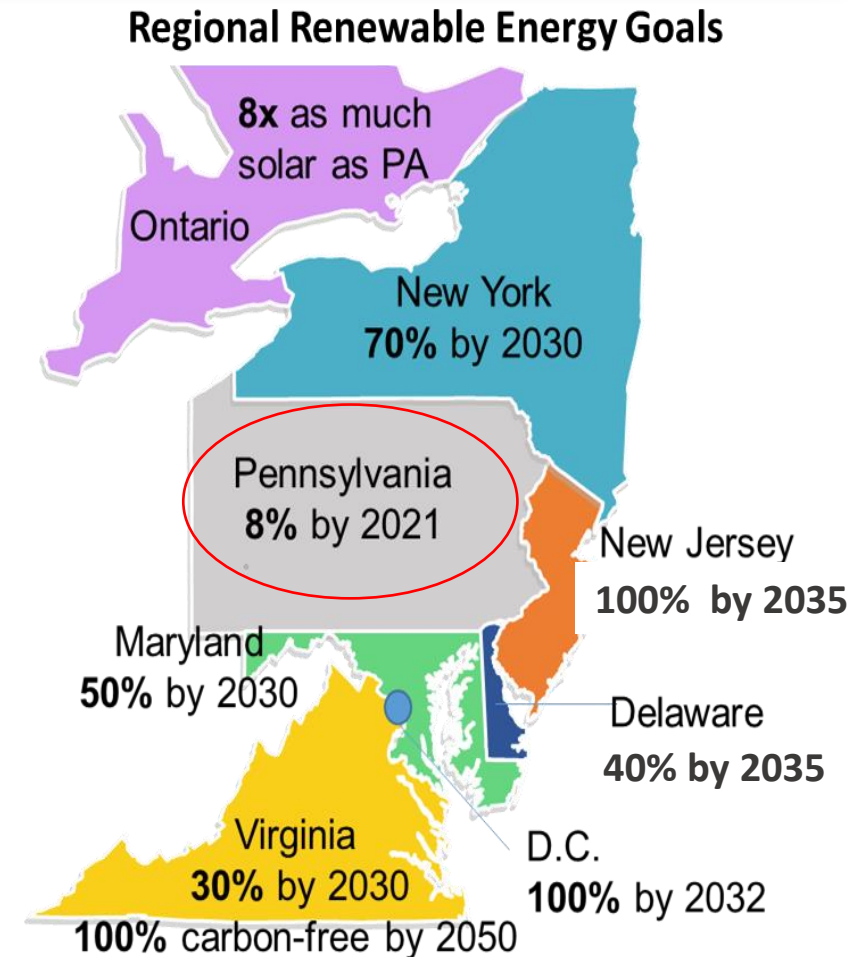 Regional Renewable Energy Goals
8x as much
solar as PA
Ontario
New York
70% by 2030
Pennsylvania
8% by 2021
New Jersey
100% by 2035
Maryland
50% by 2030
Delaware
40% by 2035
Virginia
30% by 2030
100% carbon-free by 2050
D.C.
100% by 2032